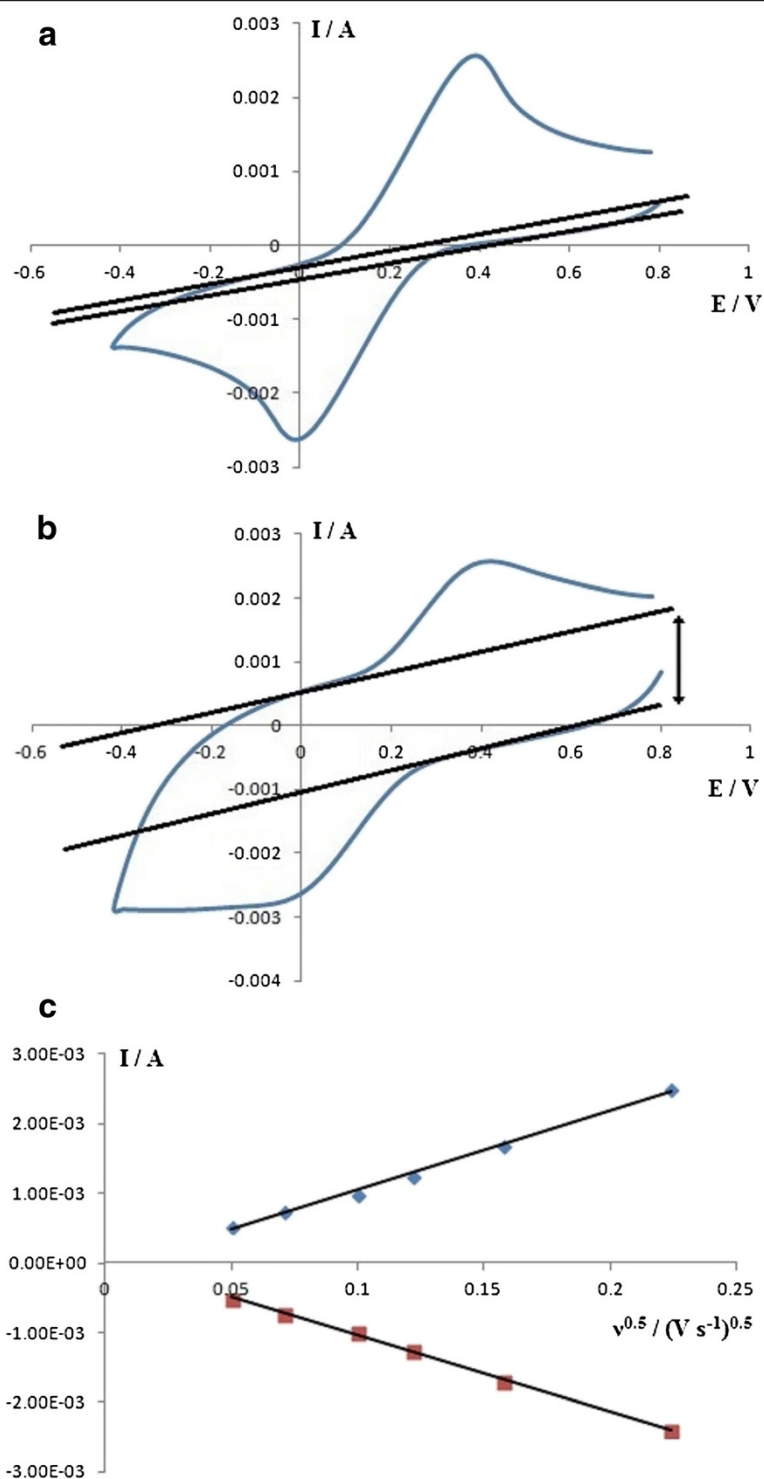 a
I / A
0.003
0.002
0.001
0
-0.6 -0.4 -0.2 0.2 0.4 0.6 0.8 1
E / V
-0.001
-0.002
-0.003
b
I / A
0.003
0.002
0.001
0
-0.6 -0.4 -0.2 0 0.2 0.4 0.6 0.8 1
E / V
-0.001
-0.002
-0.003
-0.004
c
I / A
3.00E-03
2.00E-03
1.00E-03
0.00E+00
0 0.05 0.1 0.15 0.2 0.25
ν0.5 / (V s-1)0.5
-1.00E-03
-2.00E-03
-3.00E-03